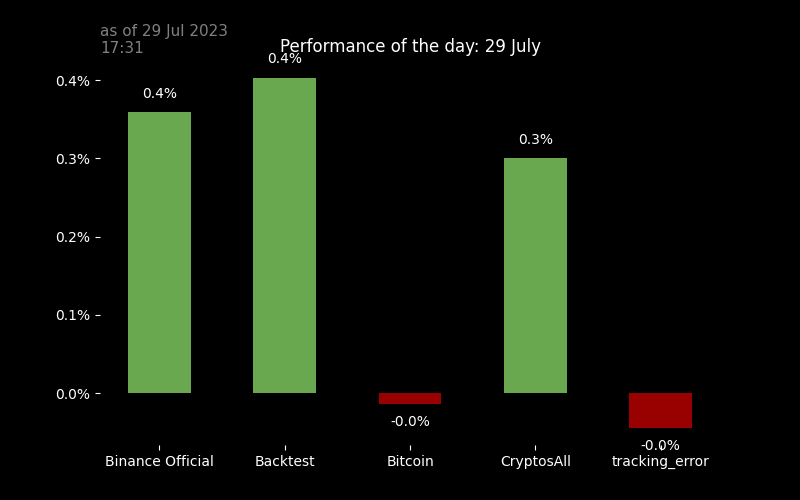 as of 29 Jul 2023
17:31
Performance of the day: 29 July
0.4%
0.3%
0.2%
0.1%
0.0%
0.4%
0.4%
-0.0%
0.3%
-0.0%
Binance Official
Backtest
Bitcoin
CryptosAll
tracking_error